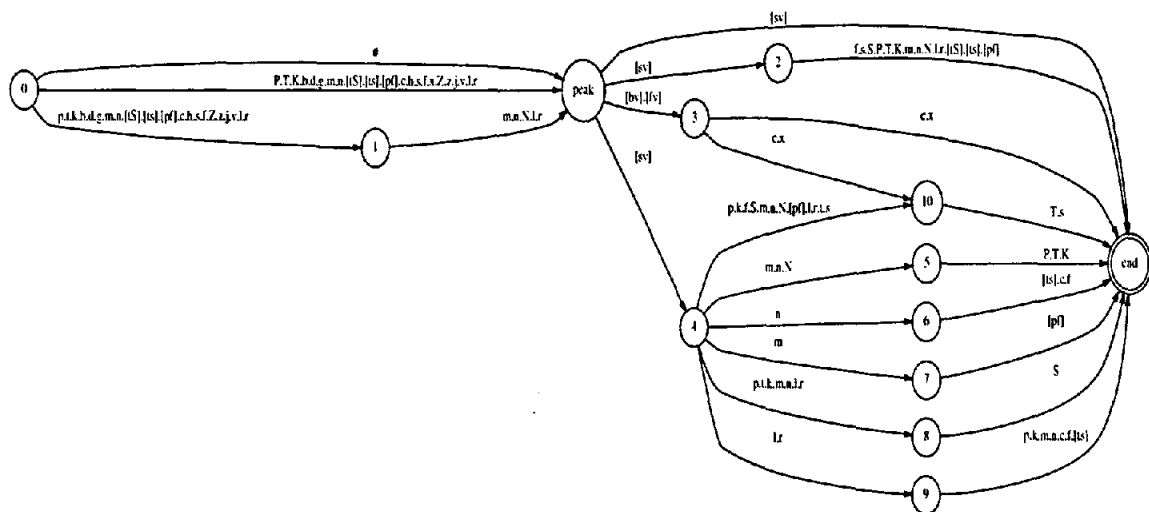 [sv]
f.s.S.P.T.K.m.n.N.l.r.[tS].[ts].[pf]
#
[sv]
2
0
P.T.K.b.d.g.m.n.[tS].[ts].[pf].c.h.s.f.x.Z.z.j.v.l.r
peak
[bv].[fv]
p.t.k.b.d.g.m.n.[tS].[ts].[pf].c.h.s.f.Z.z.j.v.l.r
m.n.N.l.r
3
c.x
1
c.x
[sv]
p.k.f.S.m.n.N.[pf].l.r.t.s
10
T.s
m.n.N
5
P.T.K
end
n
6
[ts].c.f
4
m
7
[pf]
p.t.k.m.n.l.r
8
S
l.r
9
p.k.m.n.c.f.[ts]